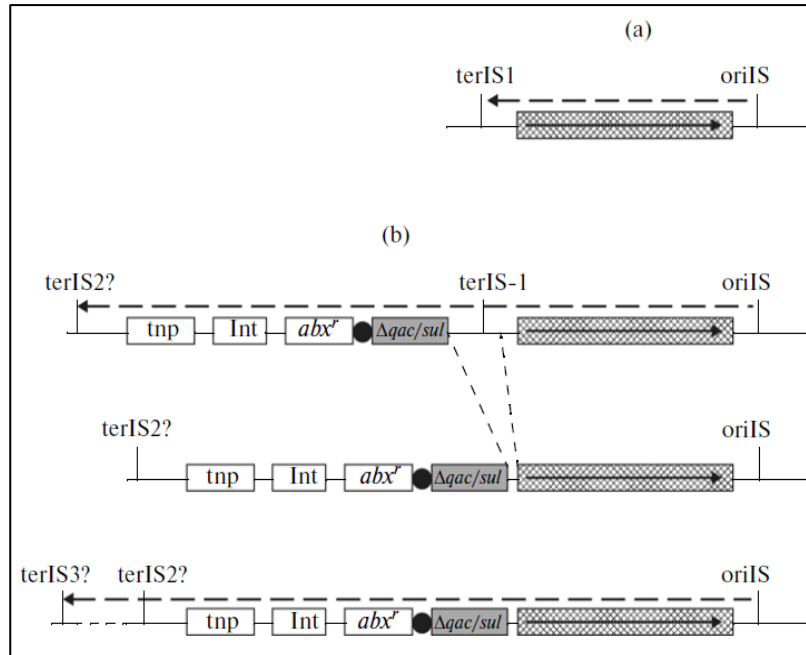 (a)
terIS1 oriIS
(b)
terIS2? terIS-1 oriIS
tnp Int abxʳ Δqac/sul
terIS2? oriIS
tnp Int abxʳ Δqac/sul
terIS3? terIS2? oriIS
tnp Int abxʳ Δqac/sul